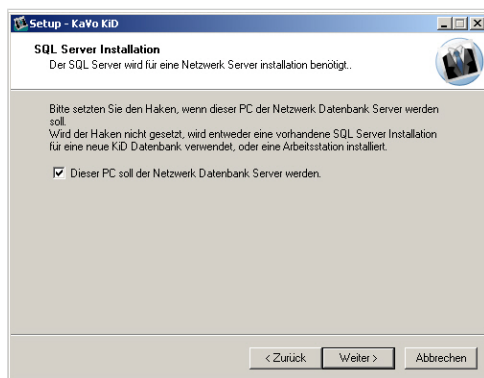 Setup - KaVo KiD
SQL Server Installation
Der SQL Server wird für eine Netzwerk Server installation benötigt..
Bitte setzten Sie den Haken, wenn dieser PC der Netzwerk Datenbank Server werden
soll.
Wird der Haken nicht gesetzt, wird entweder eine vorhandene SQL Server Installation
für eine neue KiD Datenbank verwendet, oder eine Arbeitstation installiert.
Dieser PC soll der Netzwerk Datenbank Server werden.
< Zurück
Weiter >
Abbrechen